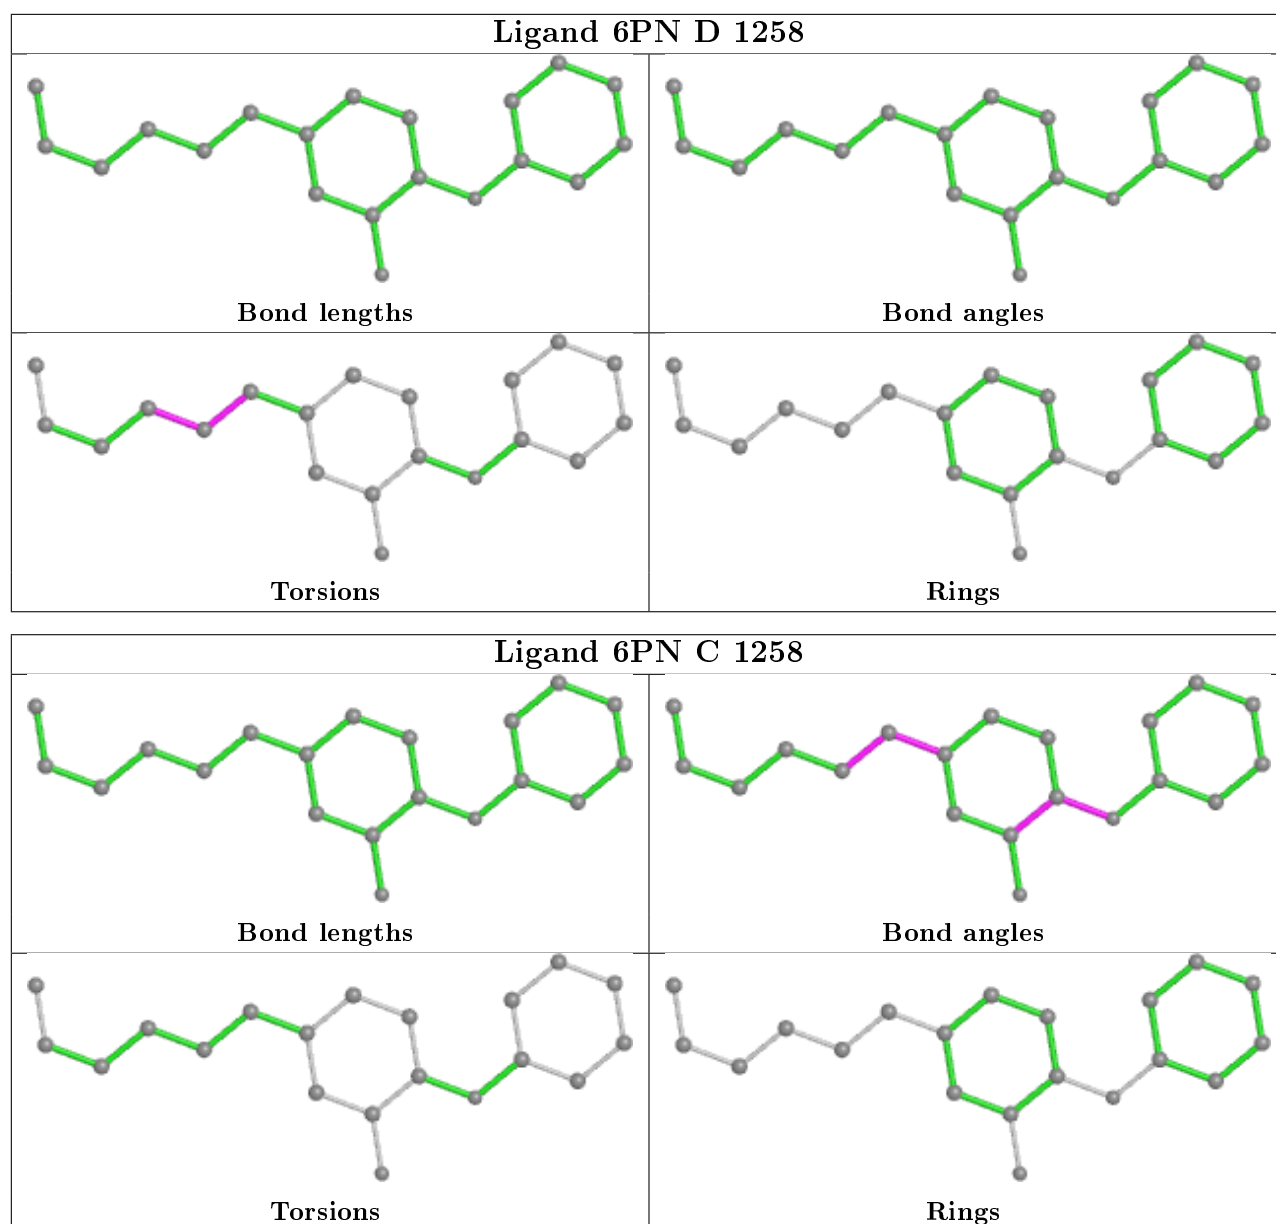 Ligand 6PN D 1258
Bond lengths
Bond angles
Torsions
Rings
Ligand 6PN C 1258
Bond lengths
Bond angles
Torsions
Rings